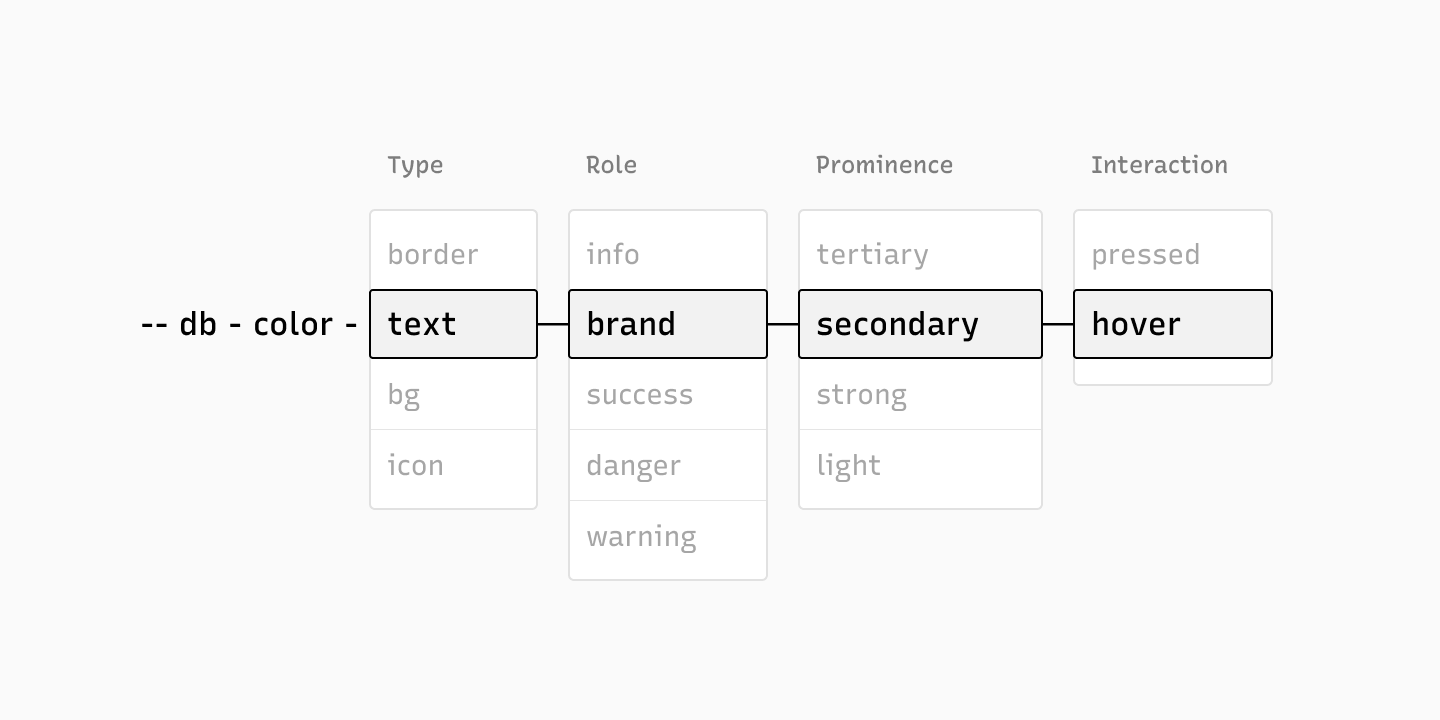 Type Role Prominence Interaction
border info tertiary pressed
-- db - color - text brand secondary hover
bg success strong
icon danger light
warning